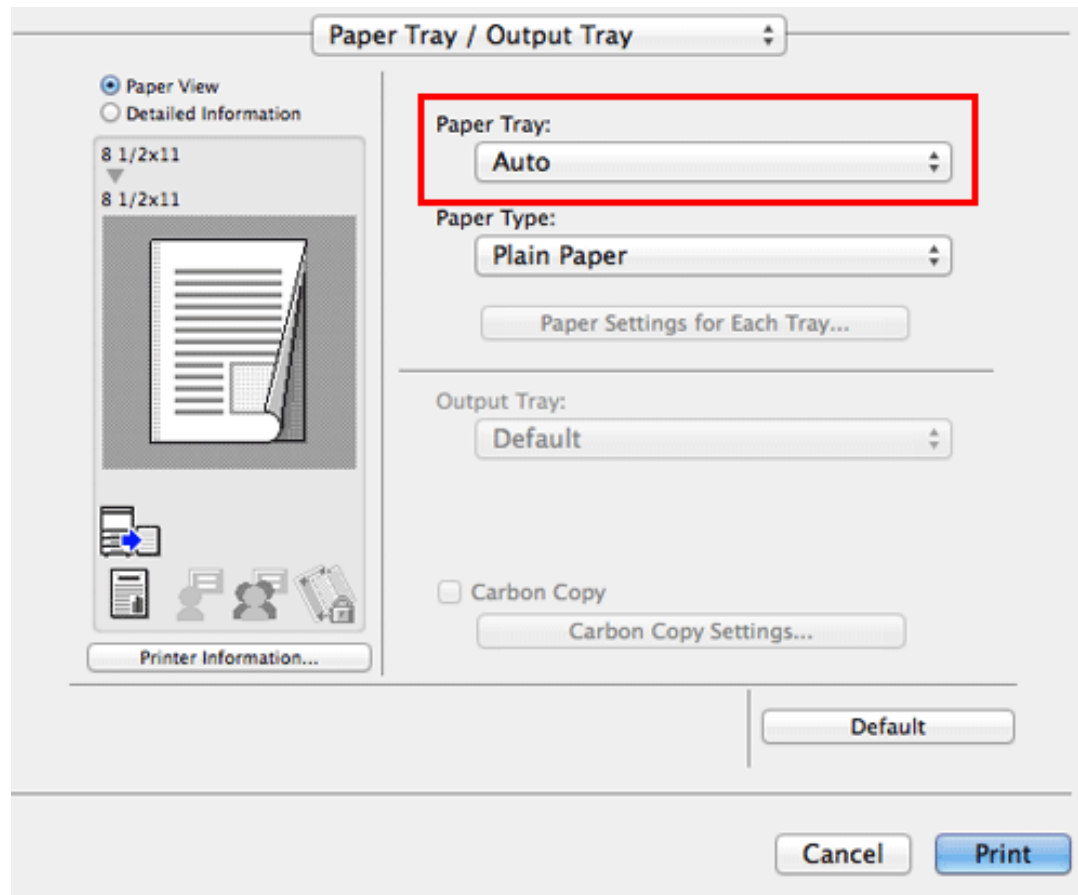 Paper Tray / Output Tray
Paper View
Detailed Information
8 1/2x11
8 1/2x11
Printer Information...
Paper Tray:
Auto
Paper Type:
Plain Paper
Paper Settings for Each Tray...
Output Tray:
Default
Carbon Copy
Carbon Copy Settings...
Default
Cancel
Print